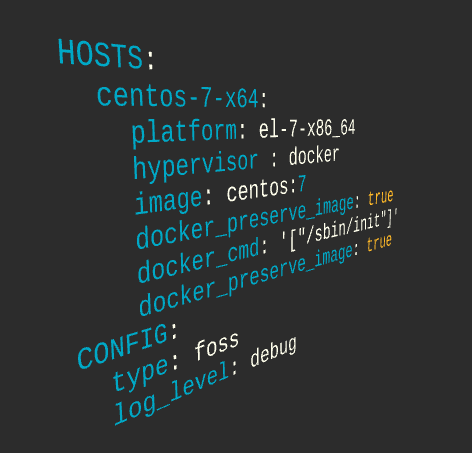 HOSTS:
centos-7-x64:
platform: el-7-x86_64
hypervisor : docker
image: centos:7
docker_preserve_image: true
docker_cmd: '["/sbin/init"]'
docker_preserve_image: true
CONFIG:
type: foss
log_level: debug